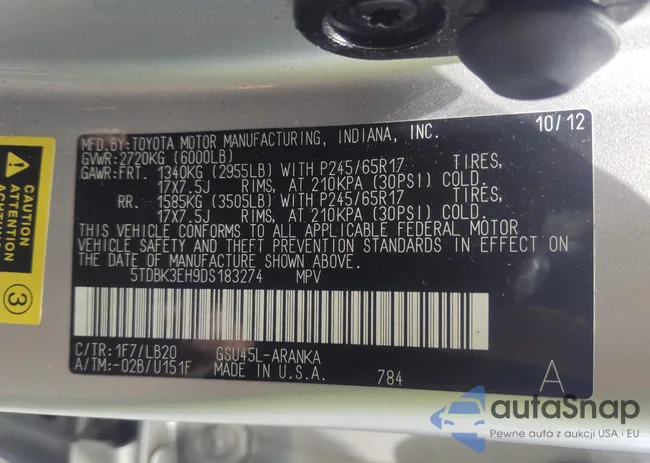 MFD.BY:TOYOTA MOTOR MANUFACTURING, INDIANA, INC. 10/12
GVWR:2720KG (6000LB)
GAWR:FRT. 1340KG (2955LB) WITH P245/65R17 TIRES,
17X7.5J RIMS, AT 210KPA (30PSI) COLD.
RR. 1585KG (3505LB) WITH P245/65R17 TIRES,
17X7.5J RIMS, AT 210KPA (30PSI) COLD.
THIS VEHICLE CONFORMS TO ALL APPLICABLE FEDERAL MOTOR
VEHICLE SAFETY AND THEFT PREVENTION STANDARDS IN EFFECT ON
THE DATE OF MANUFACTURE SHOWN ABOVE.
5TDBK3EH9DS183274 MPV
C/TR:1F7/LB20 GSU45L-ARANKA
A/TM:-02B/U151F MADE IN U.S.A. 784 A
CAUTION
ATTENTION
ACHTUNG
3
autaSnap
Pewne auta z aukcji USA i EU